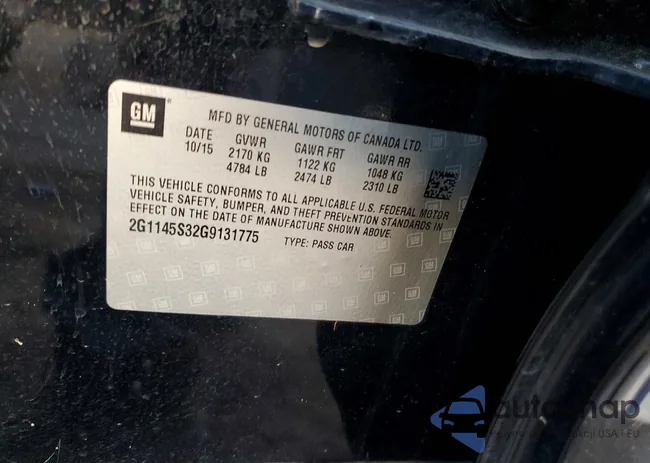 GM
MFD BY GENERAL MOTORS OF CANADA LTD.
DATE GVWR GAWR FRT GAWR RR
10/15 2170 KG 1122 KG 1048 KG
4784 LB 2474 LB 2310 LB
THIS VEHICLE CONFORMS TO ALL APPLICABLE U.S. FEDERAL MOTOR
VEHICLE SAFETY, BUMPER, AND THEFT PREVENTION STANDARDS IN
EFFECT ON THE DATE OF MANUFACTURE SHOWN ABOVE.
2G1145S32G9131775 TYPE: PASS CAR
USA i EU